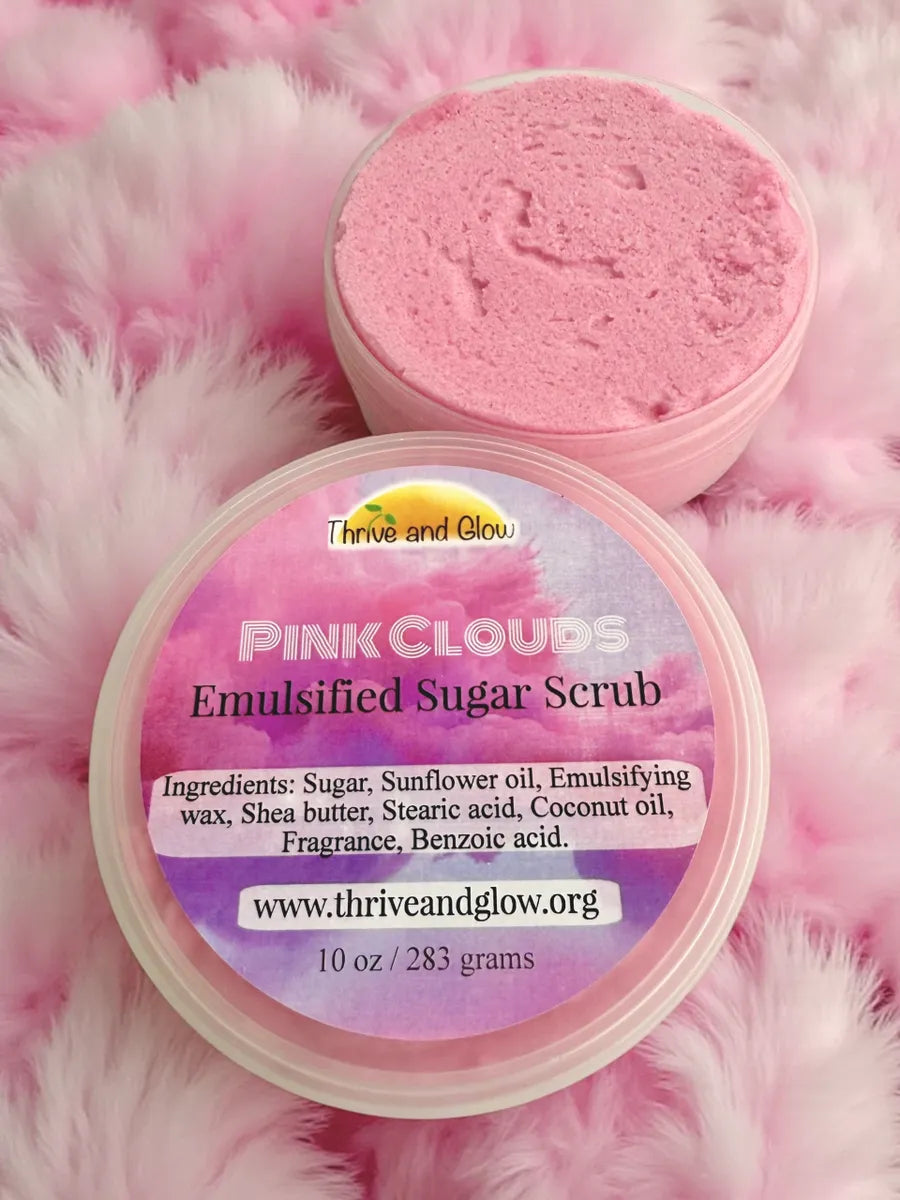 Thrive and Glow
Pink Clouds
Emulsified Sugar Scrub
Ingredients: Sugar, Sunflower oil, Emulsifying
wax, Shea butter, Stearic acid, Coconut oil,
Fragrance, Benzoic acid.
www.thriveandglow.org
10 oz / 283 grams